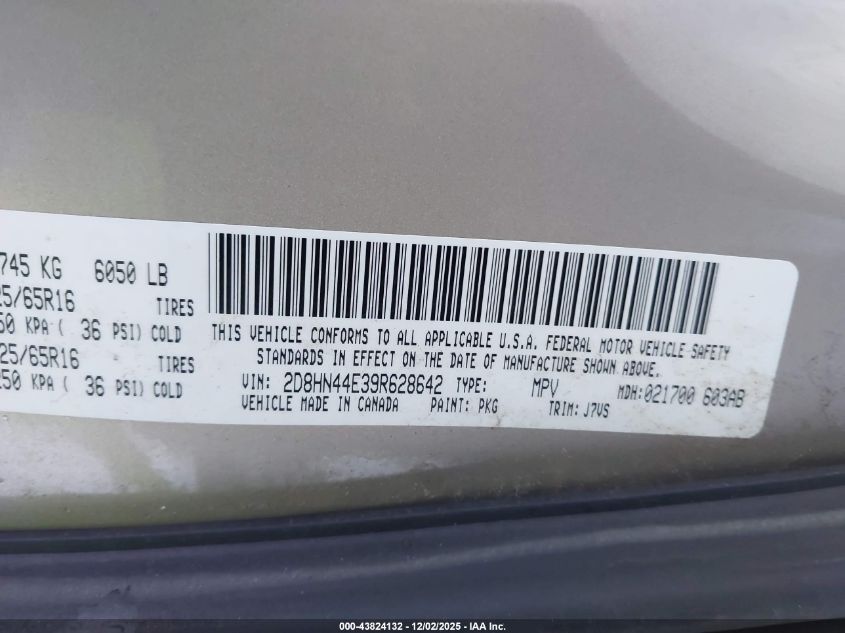 745 KG 6050 LB
25/65R16 TIRES
50 KPA ( 36 PSI) COLD
25/65R16 TIRES
250 KPA ( 36 PSI) COLD
THIS VEHICLE CONFORMS TO ALL APPLICABLE U.S.A. FEDERAL MOTOR VEHICLE SAFETY
STANDARDS IN EFFECT ON THE DATE OF MANUFACTURE SHOWN ABOVE.
VIN: 2D8HN44E39R628642 TYPE: MPV MDH:021700 603AB
VEHICLE MADE IN CANADA PAINT: PKG TRIM: J7VS
000-43824132 - 12/02/2025 - IAA Inc.